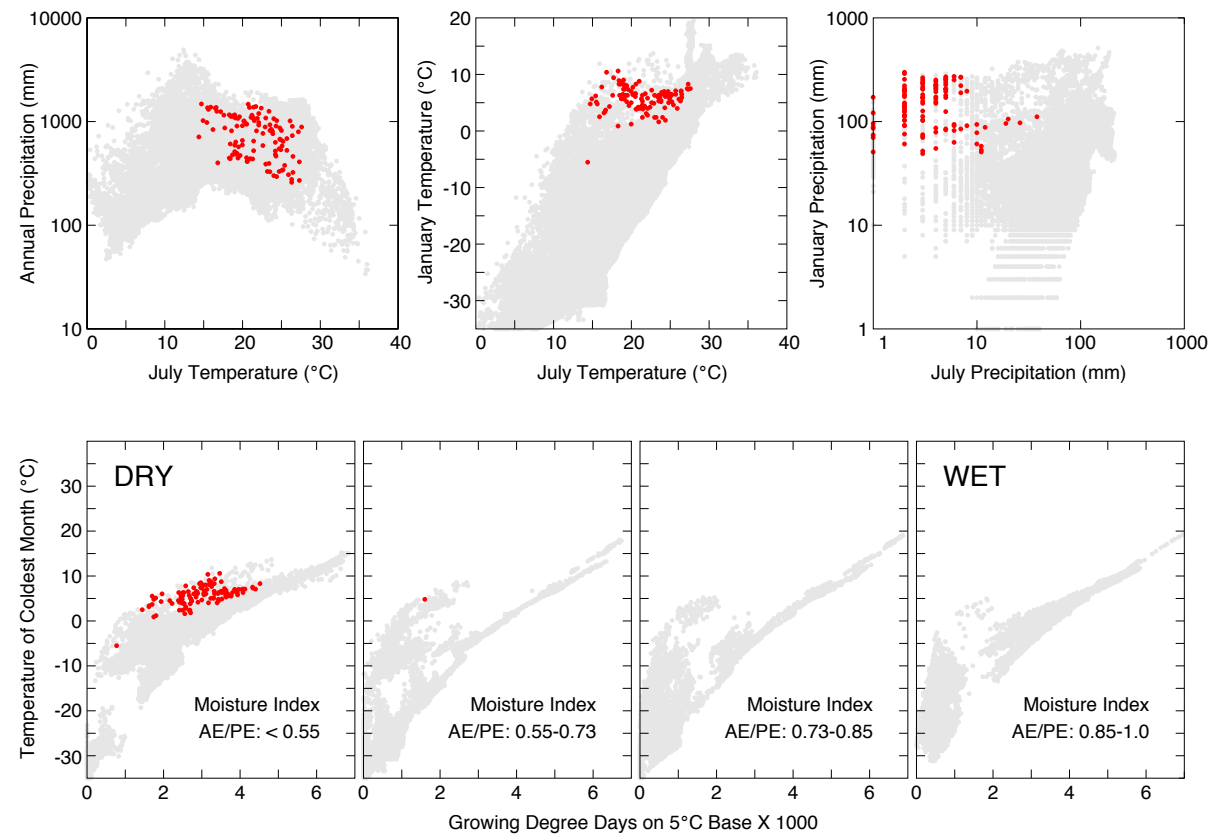 Annual Precipitation (mm)
10000
1000
100
10
0
10
20
30
40
July Temperature (°C)
January Temperature (°C)
20
10
0
-10
-20
-30
0
10
20
30
40
July Temperature (°C)
January Precipitation (mm)
1000
100
10
1
1
10
100
1000
July Precipitation (mm)
Temperature of Coldest Month (°C)
30
20
10
0
-10
-20
-30
DRY
Moisture Index
AE/PE: < 0.55
0
2
4
6
Moisture Index
AE/PE: 0.55-0.73
0
2
4
6
Moisture Index
AE/PE: 0.73-0.85
0
2
4
6
WET
Moisture Index
AE/PE: 0.85-1.0
0
2
4
6
Growing Degree Days on 5°C Base X 1000